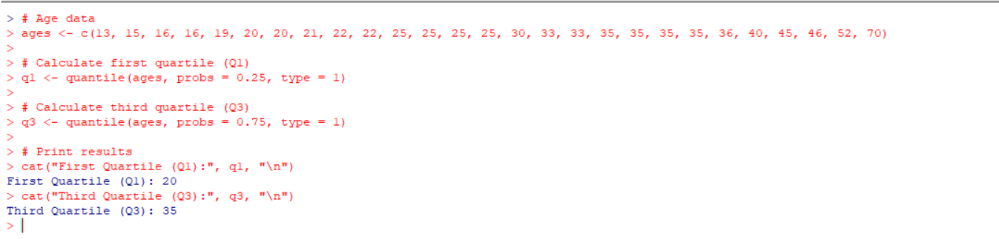 > # Age data
> ages <- c(13, 15, 16, 16, 19, 20, 20, 21, 22, 22, 25, 25, 25, 25, 30, 33, 33, 35, 35, 35, 35, 36, 40, 45, 46, 52, 70)
>
> # Calculate first quartile (Q1)
> q1 <- quantile(ages, probs = 0.25, type = 1)
>
> # Calculate third quartile (Q3)
> q3 <- quantile(ages, probs = 0.75, type = 1)
>
> # Print results
> cat("First Quartile (Q1):", q1, "\n")
First Quartile (Q1): 20
> cat("Third Quartile (Q3):", q3, "\n")
Third Quartile (Q3): 35
>